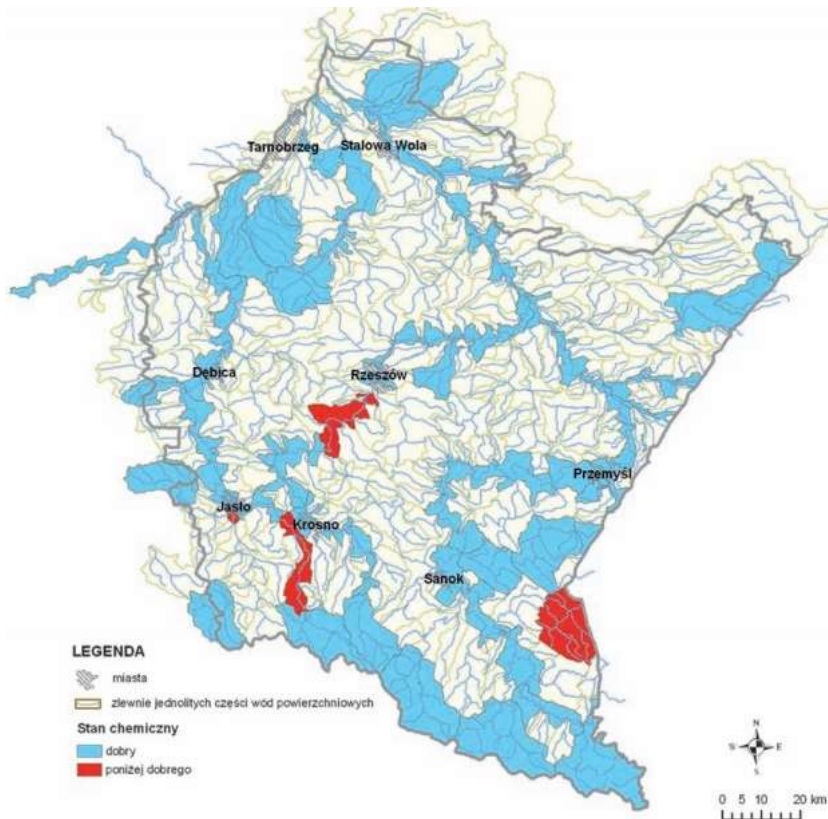 Tarnobrzeg
Stalowa Wola
Dębica
Rzeszów
Przemyśl
Jasło
Krosno
Sanok
LEGENDA
miasta
zlewnie jednolitych części wód powierzchniowych
Stan chemiczny
dobry
poniżej dobrego
N
W E
S
0 5 10 20 km